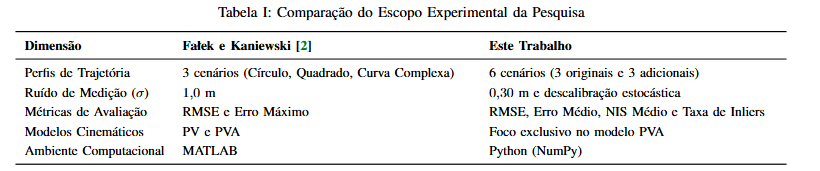 Tabela I: Comparação do Escopo Experimental da Pesquisa
Dimensão Fałek e Kaniewski [2] Este Trabalho
Perfis de Trajetória 3 cenários (Círculo, Quadrado, Curva Complexa) 6 cenários (3 originais e 3 adicionais)
Ruído de Medição (σ) 1,0 m 0,30 m e descalibração estocástica
Métricas de Avaliação RMSE e Erro Máximo RMSE, Erro Médio, NIS Médio e Taxa de Inliers
Modelos Cinemáticos PV e PVA Foco exclusivo no modelo PVA
Ambiente Computacional MATLAB Python (NumPy)